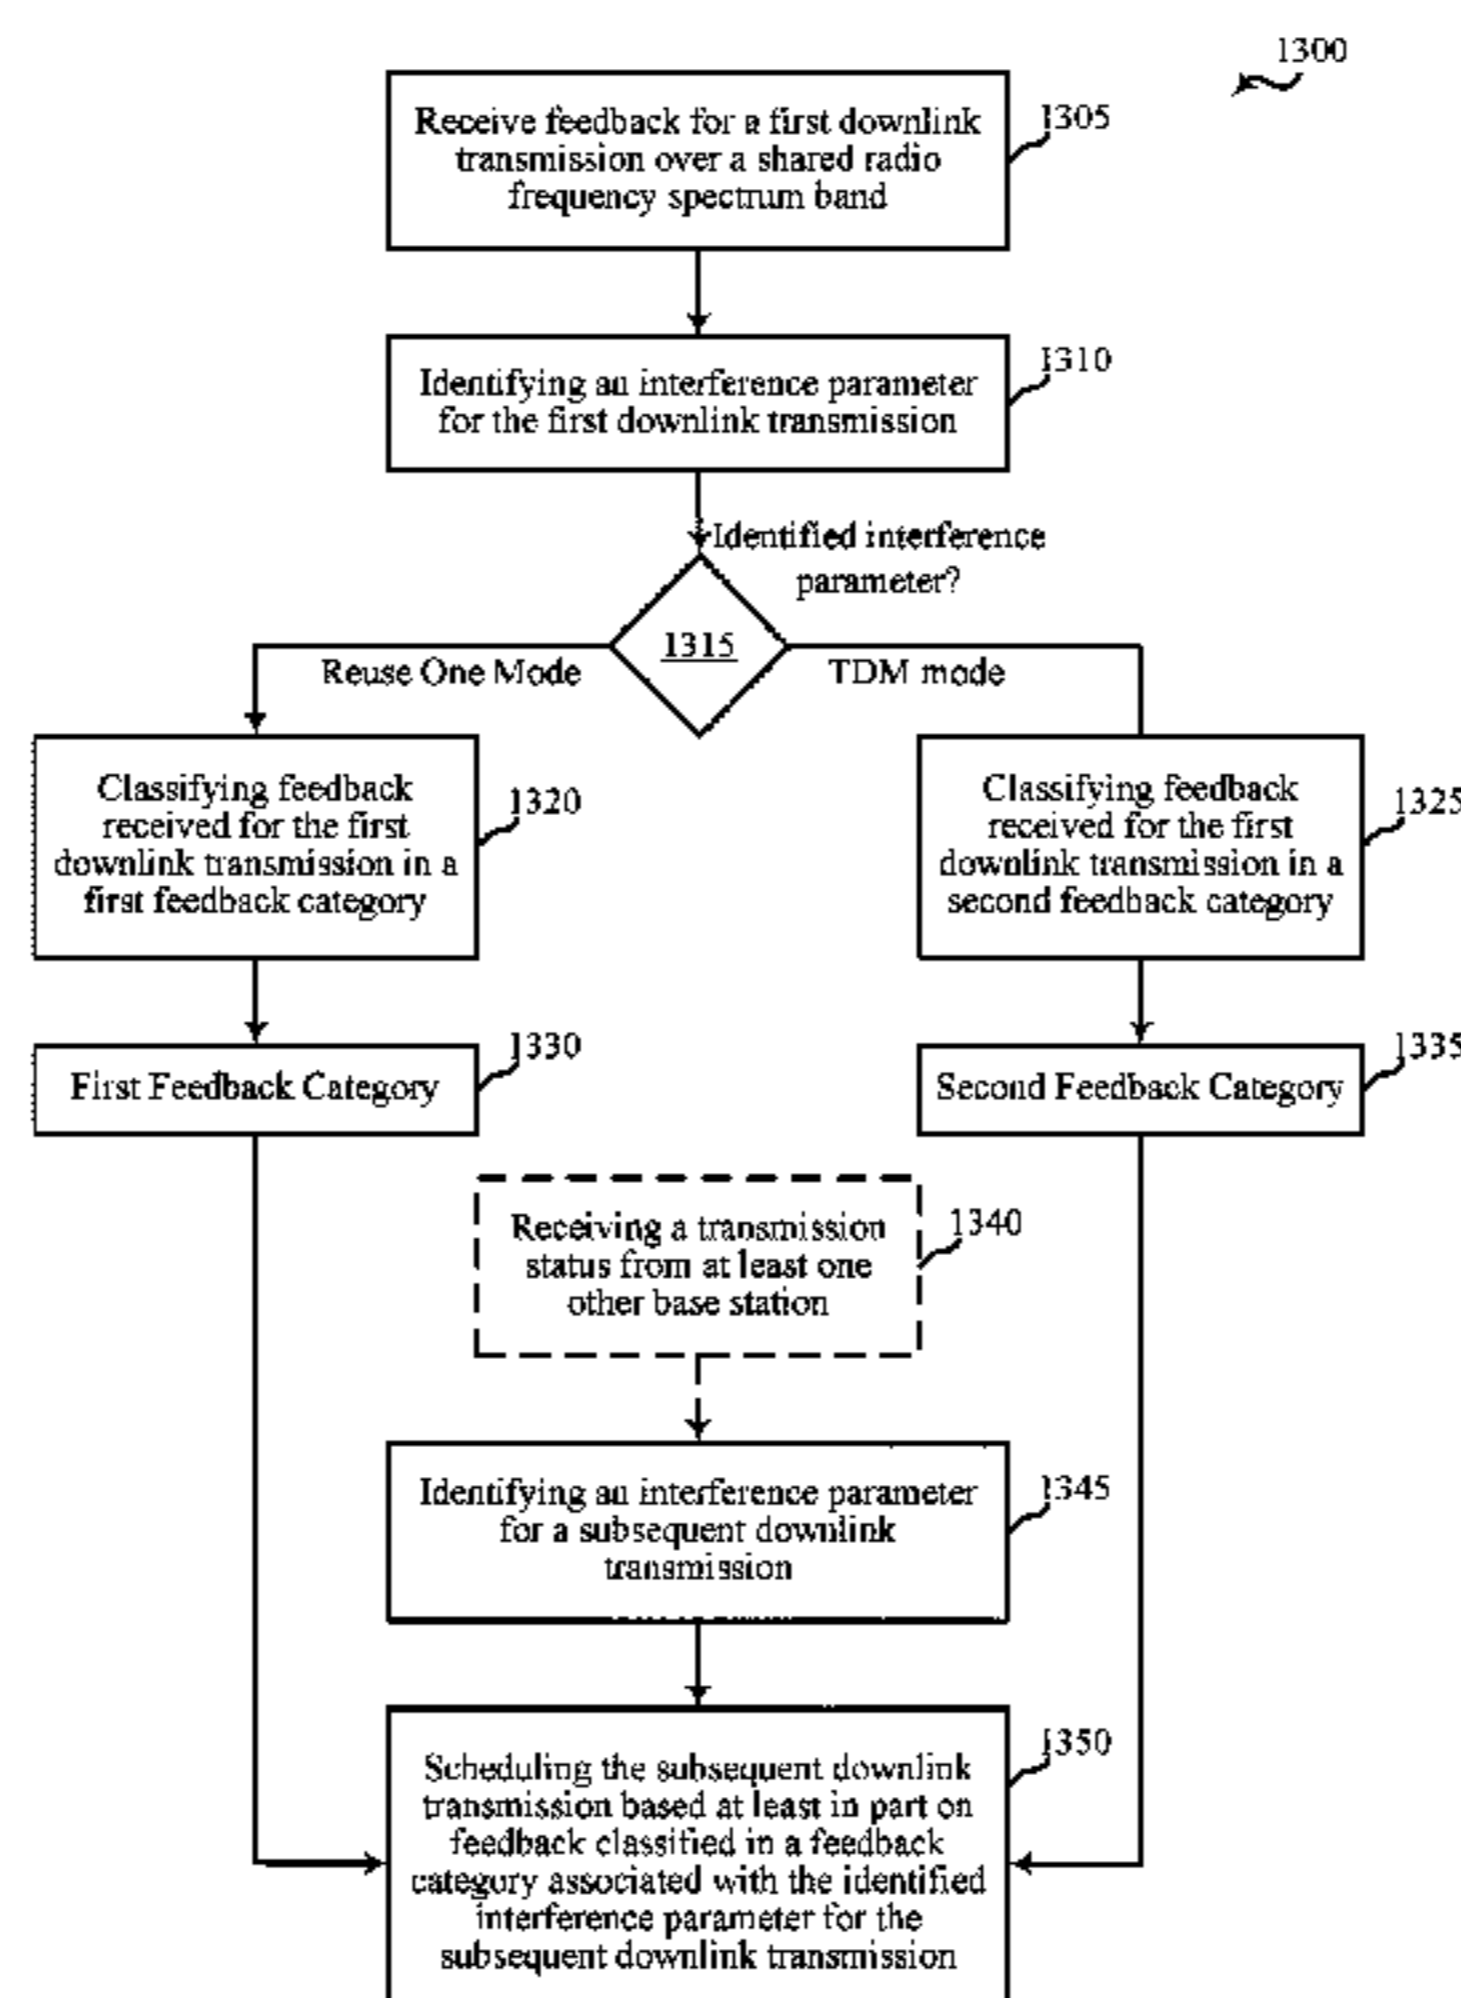 1300
Receive feedback for a first downlink
transmission over a shared radio
frequency spectrum band
1305
Identifying an interference parameter
for the first downlink transmission
1310
Identified interference
parameter?
1315
Reuse One Mode
TDM mode
Classifying feedback
received for the first
downlink transmission in a
first feedback category
1320
Classifying feedback
received for the first
downlink transmission in a
second feedback category
1325
First Feedback Category
1330
Second Feedback Category
1335
Receiving a transmission
status from at least one
other base station
1340
Identifying an interference parameter
for a subsequent downlink
transmission
1345
Scheduling the subsequent downlink
transmission based at least in part on
feedback classified in a feedback
category associated with the identified
interference parameter for the
subsequent downlink transmission
1350